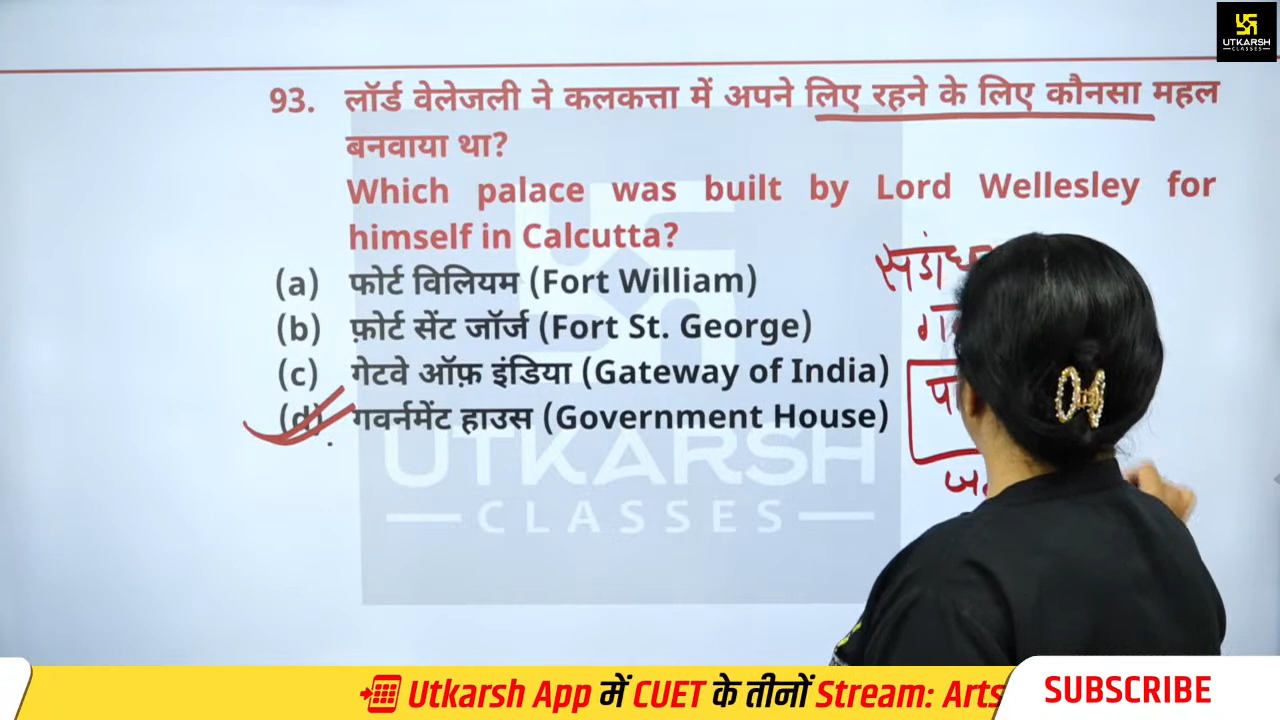 UTKARSH
CLASSES
93. लॉर्ड वेलेजली ने कलकत्ता में अपने लिए रहने के लिए कौनसा महल
बनवाया था?
Which palace was built by Lord Wellesley for
himself in Calcutta?
(a) फोर्ट विलियम (Fort William)
(b) फ़ोर्ट सेंट जॉर्ज (Fort St. George)
(c) गेटवे ऑफ़ इंडिया (Gateway of India)
(d) गवर्नमेंट हाउस (Government House)
UTKARSH
CLASSES
Utkarsh App में CUET के तीनों Stream: Arts
SUBSCRIBE